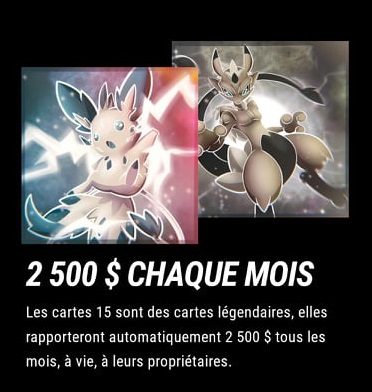 2 500 $ CHAQUE MOIS
Les cartes 15 sont des cartes légendaires, elles
rapporteront automatiquement 2 500 $ tous les
mois, à vie, à leurs propriétaires.